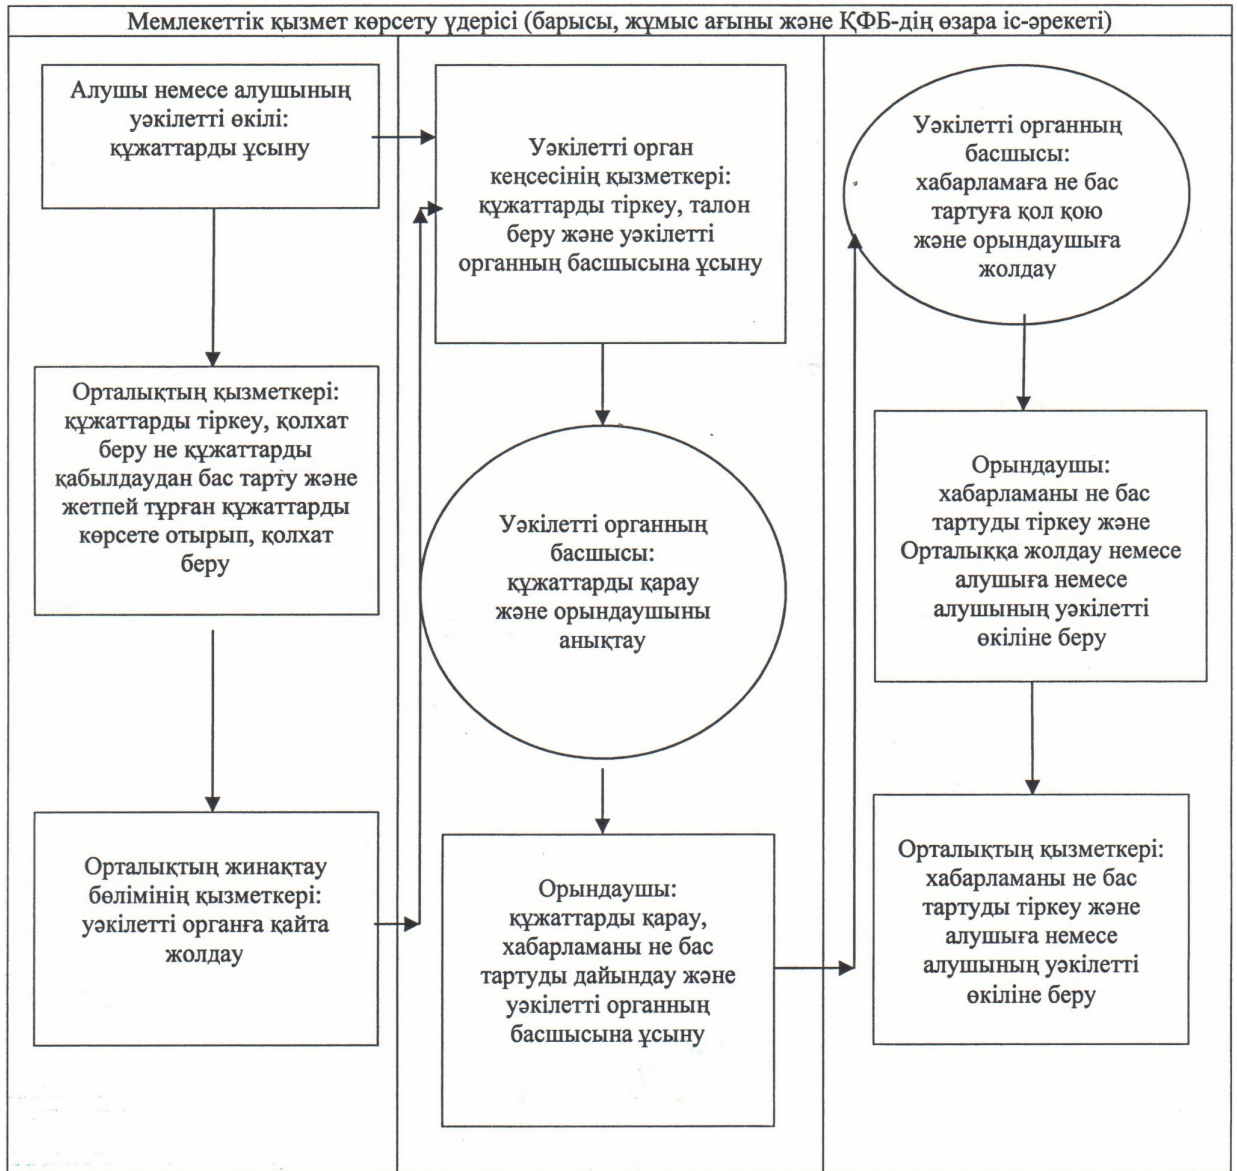 Мемлекеттік қызмет көрсету үдерісі (барысы, жұмыс ағыны және ҚФБ-дің өзара іс-әрекеті)
Алушы немесе алушының
уәкілетті өкілі:
құжаттарды ұсыну
Орталықтың қызметкері:
құжаттарды тіркеу, қолхат
беру не құжаттарды
қабылдаудан бас тарту және
жетпей тұрған құжаттарды
көрсете отырып, қолхат
беру
Орталықтың жинақтау
бөлімінің қызметкері:
уәкілетті органға қайта
жолдау
Уәкілетті орган
кеңсесінің қызметкері:
құжаттарды тіркеу, талон
беру және уәкілетті
органның басшысына ұсыну
Уәкілетті органның
басшысы:
құжаттарды қарау
және орындаушыны
анықтау
Орындаушы:
құжаттарды қарау,
хабарламаны не бас
тартуды дайындау және
уәкілетті органның
басшысына ұсыну
Уәкілетті органның
басшысы:
хабарламаға не бас
тартуға қол қою
және орындаушыға
жолдау
Орындаушы:
хабарламаны не бас
тартуды тіркеу және
Орталыққа жолдау немесе
алушыға немесе
алушының уәкілетті
өкіліне беру
Орталықтың қызметкері:
хабарламаны не бас
тартуды тіркеу және
алушыға немесе
алушының уәкілетті
өкіліне беру